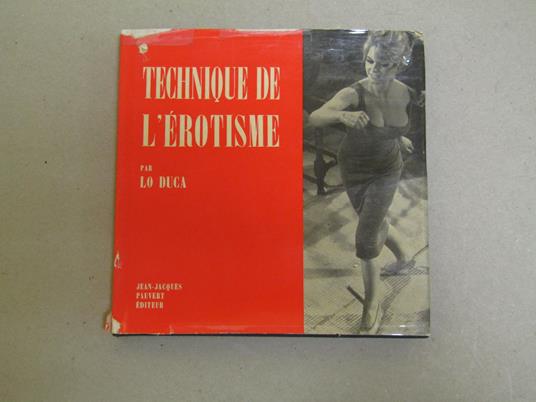 TECHNIQUE DE
L'ÉROTISME
PAR
LO DUCA
JEAN-JACQUES
PAUVERT
ÉDITEUR